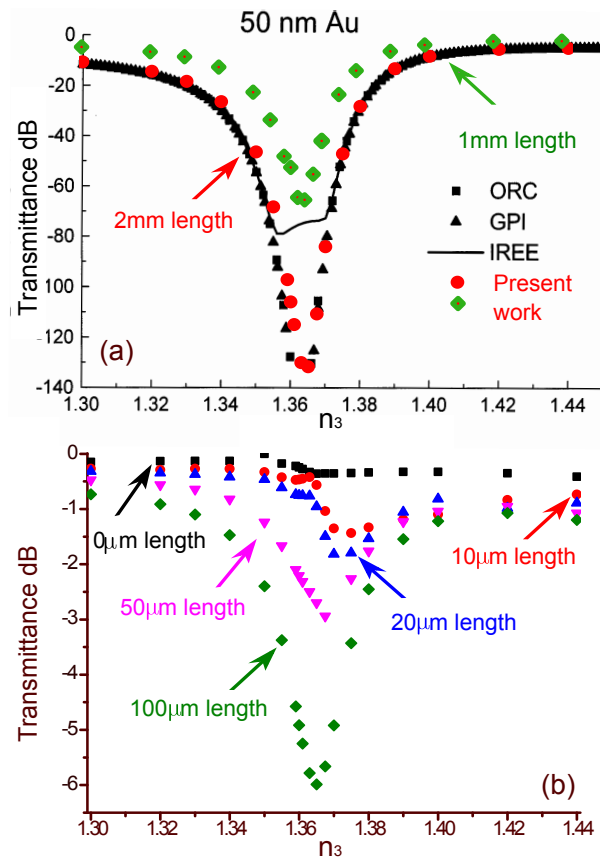 50 nm Au
Transmittance dB
0
-20
-40
-60
-80
-100
-120
-140
1mm length
2mm length
ORC
GPI
IREE
Present
work
(a)
1.30 1.32 1.34 1.36 1.38 1.40 1.42 1.44
n3
Transmittance dB
0
-1
-2
-3
-4
-5
-6
0μm length
10μm length
50μm length
20μm length
100μm length
(b)
1.30 1.32 1.34 1.36 1.38 1.40 1.42 1.44
n3